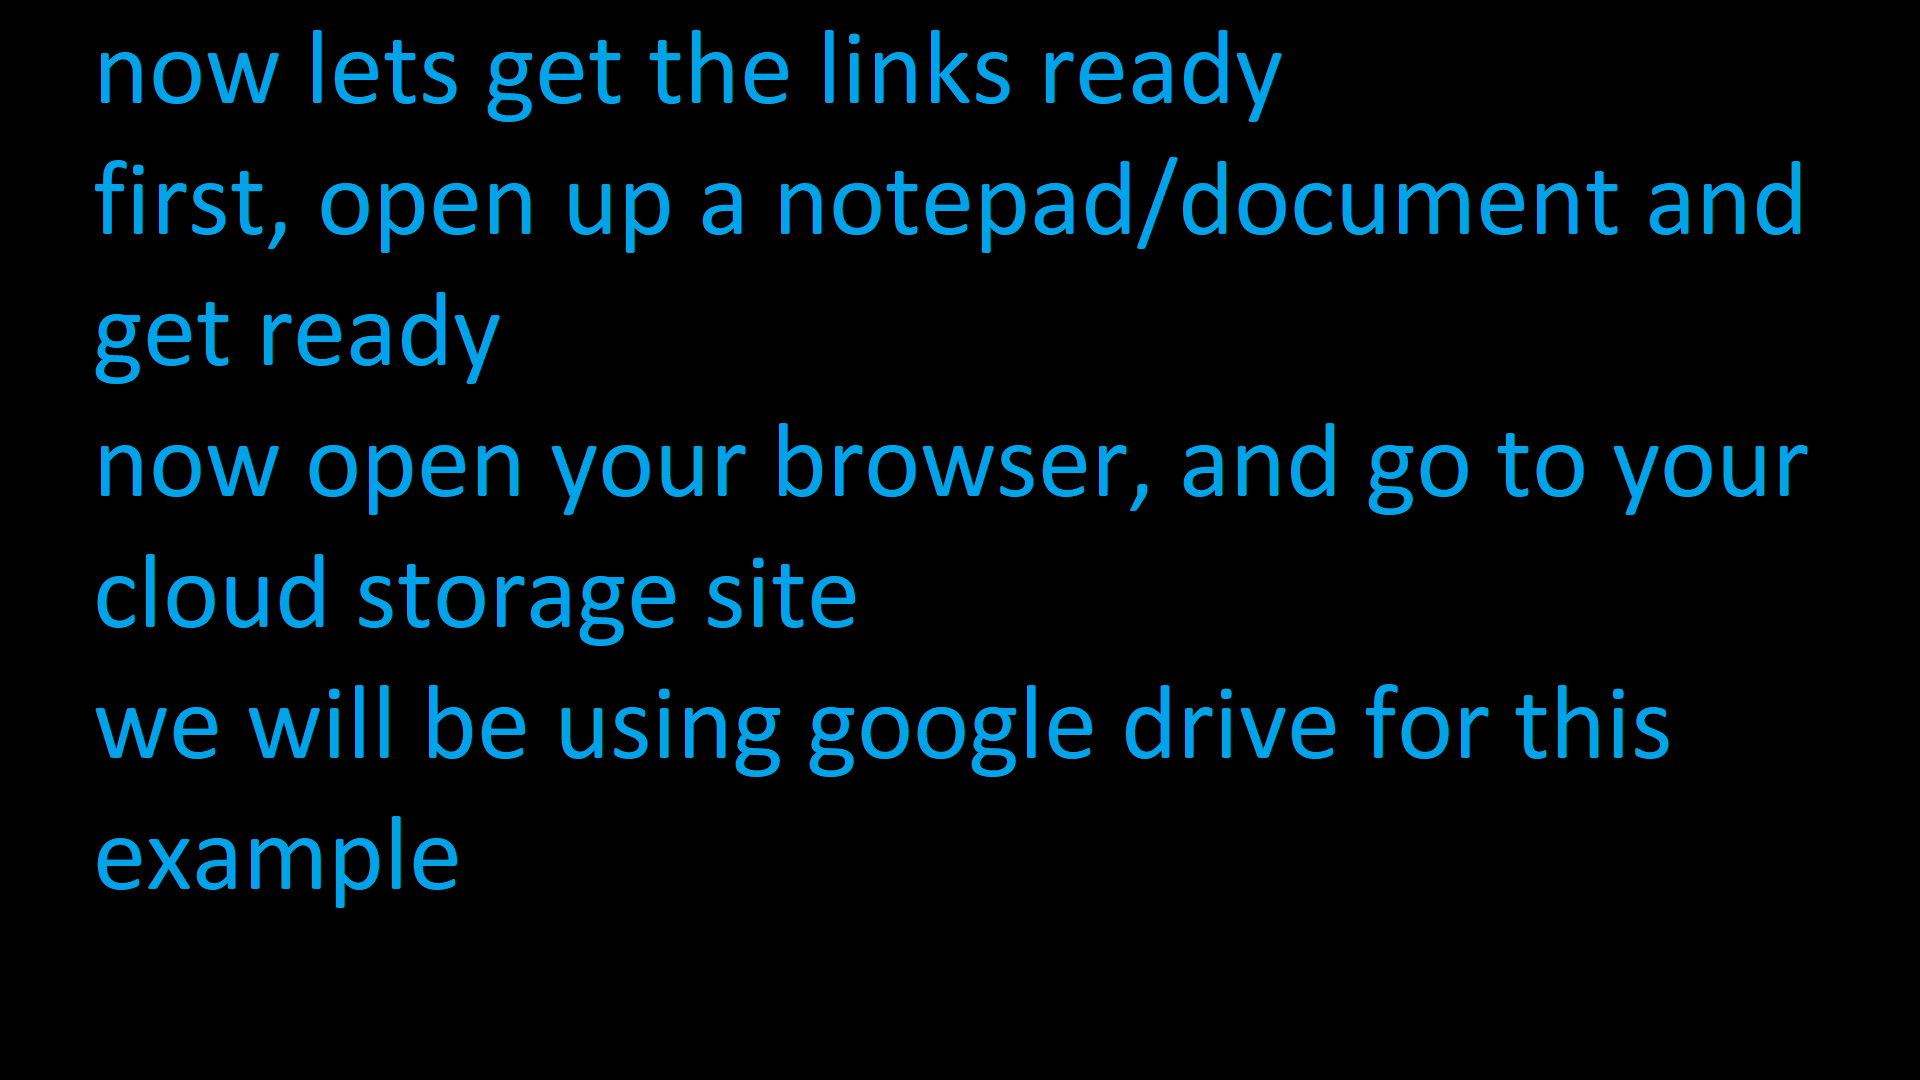 now lets get the links ready
first, open up a notepad/document and
get ready
now open your browser, and go to your
cloud storage site
we will be using google drive for this
example